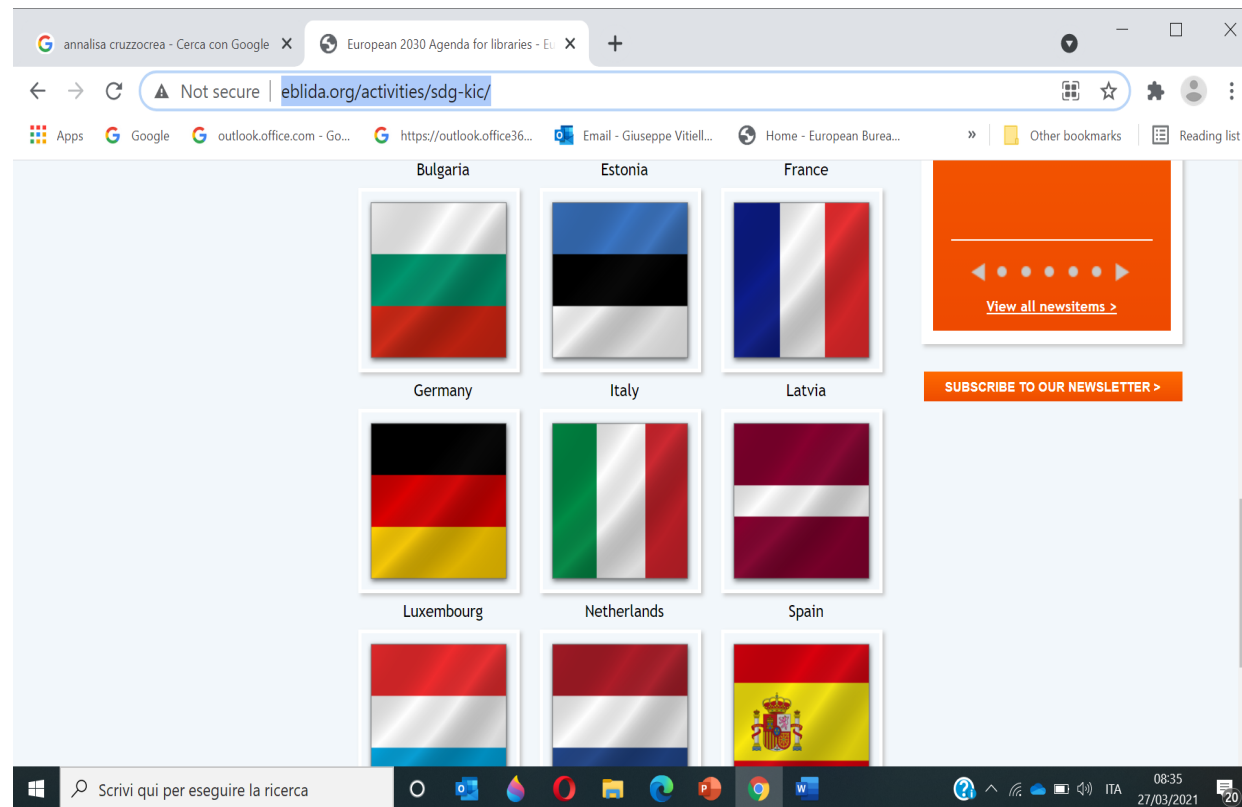 annalisa cruzzocrea - Cerca con Google
European 2030 Agenda for libraries - Eu
Not secure | eblida.org/activities/sdg-kic/
Apps Google outlook.office.com - Go... https://outlook.office36... Email - Giuseppe Vitiell... Home - European Burea... » Other bookmarks Reading list
Bulgaria Estonia France
View all newsitems >
Germany Italy Latvia
SUBSCRIBE TO OUR NEWSLETTER >
Luxembourg Netherlands Spain
Scrivi qui per eseguire la ricerca
ITA
08:35
27/03/2021
20